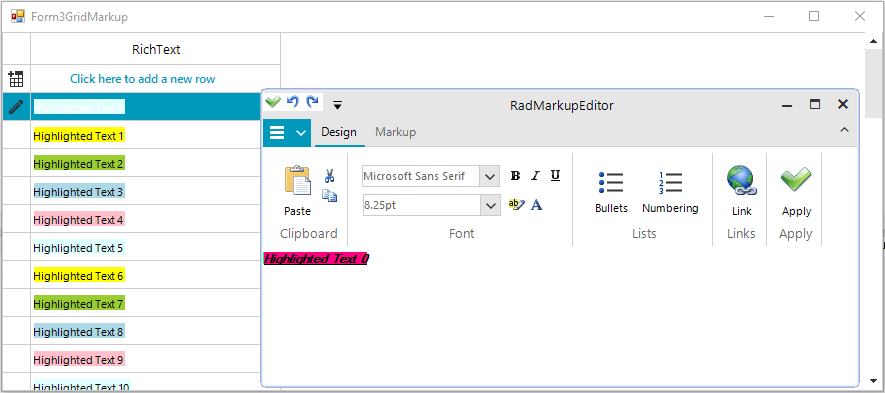 Form3GridMarkup
RichText
Click here to add a new row
Highlighted Text 1
Highlighted Text 2
Highlighted Text 3
Highlighted Text 4
Highlighted Text 5
Highlighted Text 6
Highlighted Text 7
Highlighted Text 8
Highlighted Text 9
Highlighted Text 10
RadMarkupEditor
Design Markup
Microsoft Sans Serif B I U
8.25pt ab A
Paste Bullets Numbering Link Apply
Clipboard Font Lists Links Apply
Highlighted Text 0